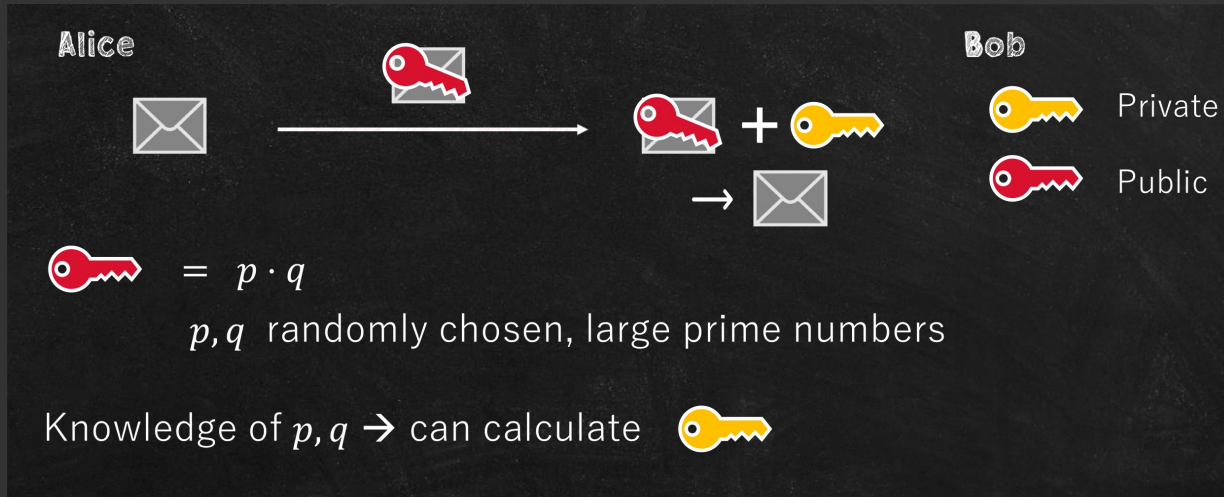 Alice
Bob
Private
+
Public
→
= p · q
p, q randomly chosen, large prime numbers
Knowledge of p, q → can calculate